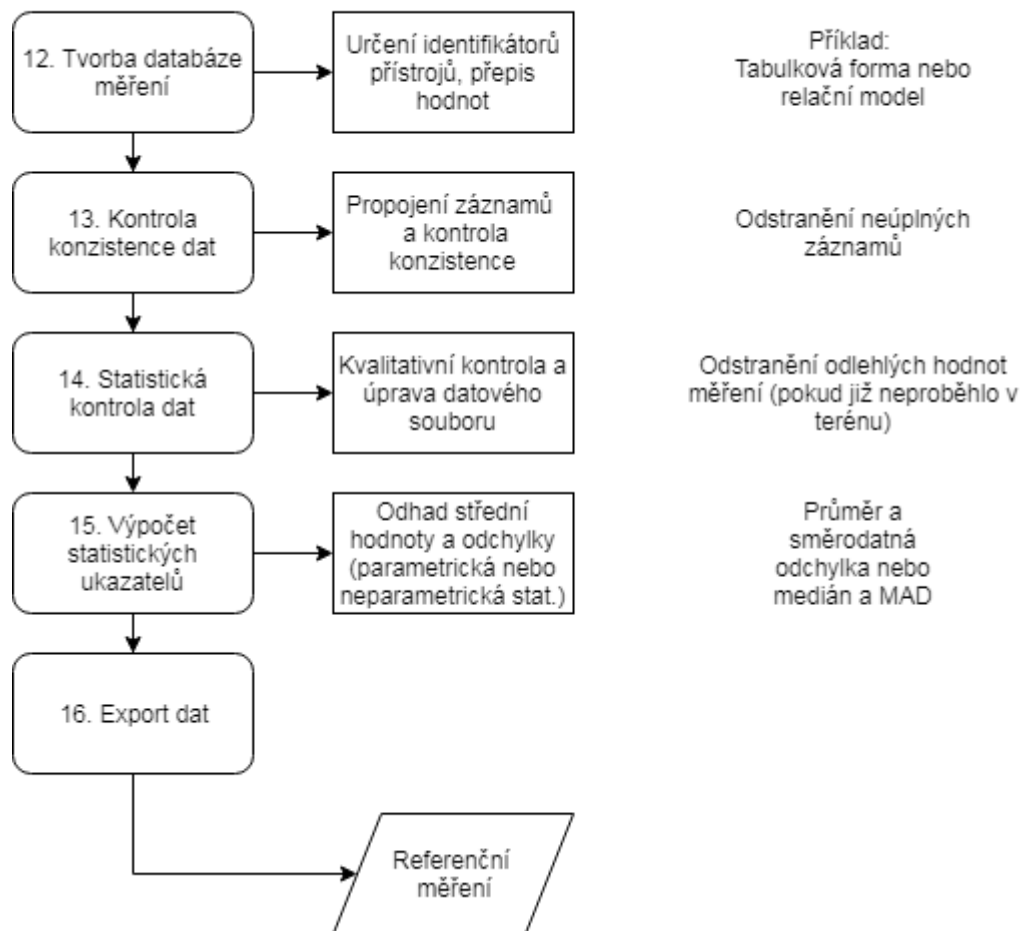 12. Tvorba databáze
měření
Určení identifikátorů
přístrojů, přepis
hodnot
Příklad:
Tabulková forma nebo
relační model
13. Kontrola
konzistence dat
Propojení záznamů
a kontrola
konzistence
Odstranění neúplných
záznamů
14. Statistická
kontrola dat
Kvalitativní kontrola a
úprava datového
souboru
Odstranění odlehlých hodnot
měření (pokud již neproběhlo v
terénu)
15. Výpočet
statistických
ukazatelů
Odhad střední
hodnoty a odchylky
(parametrická nebo
neparametrická stat.)
Průměr a
směrodatná
odchylka nebo
medián a MAD
16. Export dat
Referenční
měření